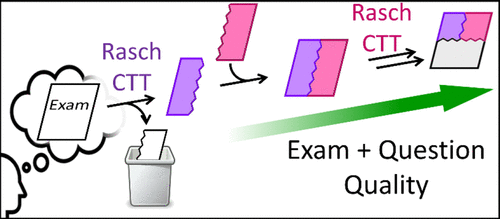 Exam
Rasch
CTT
Rasch
CTT
Exam + Question
Quality